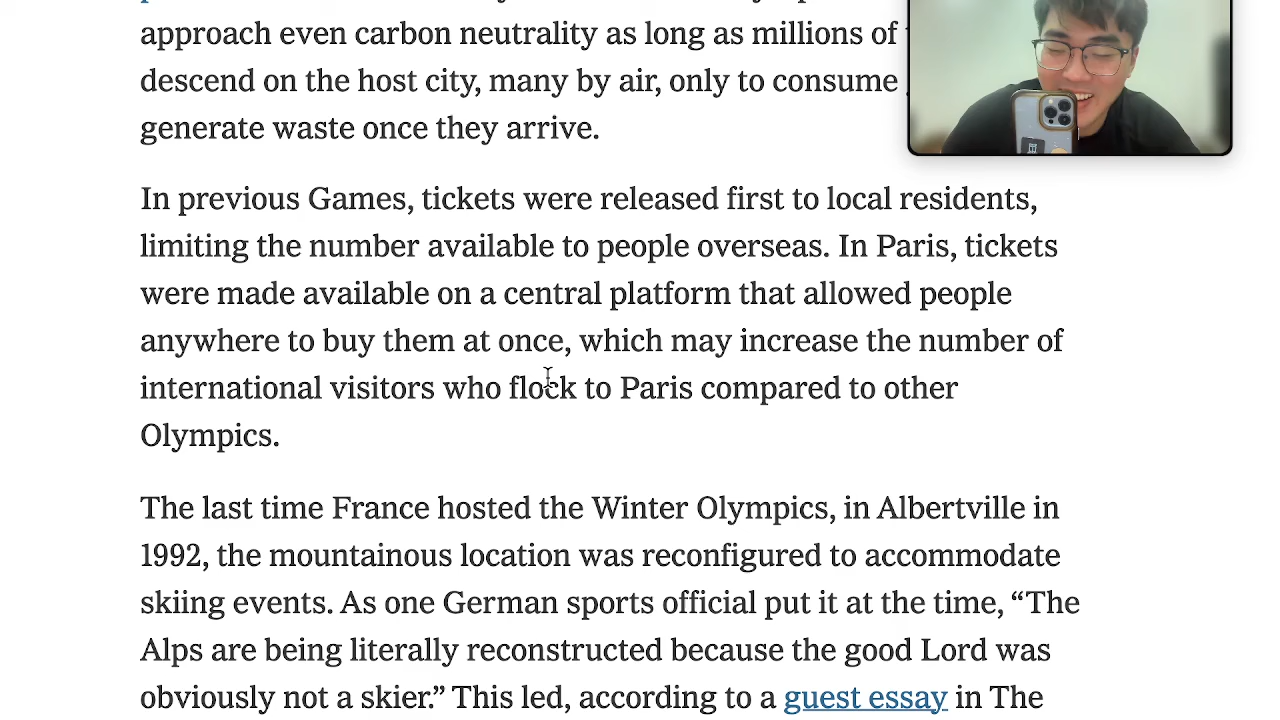 approach even carbon neutrality as long as millions of
descend on the host city, many by air, only to consume
generate waste once they arrive.
In previous Games, tickets were released first to local residents,
limiting the number available to people overseas. In Paris, tickets
were made available on a central platform that allowed people
anywhere to buy them at once, which may increase the number of
international visitors who flock to Paris compared to other
Olympics.
The last time France hosted the Winter Olympics, in Albertville in
1992, the mountainous location was reconfigured to accommodate
skiing events. As one German sports official put it at the time, “The
Alps are being literally reconstructed because the good Lord was
obviously not a skier.” This led, according to a guest essay in The